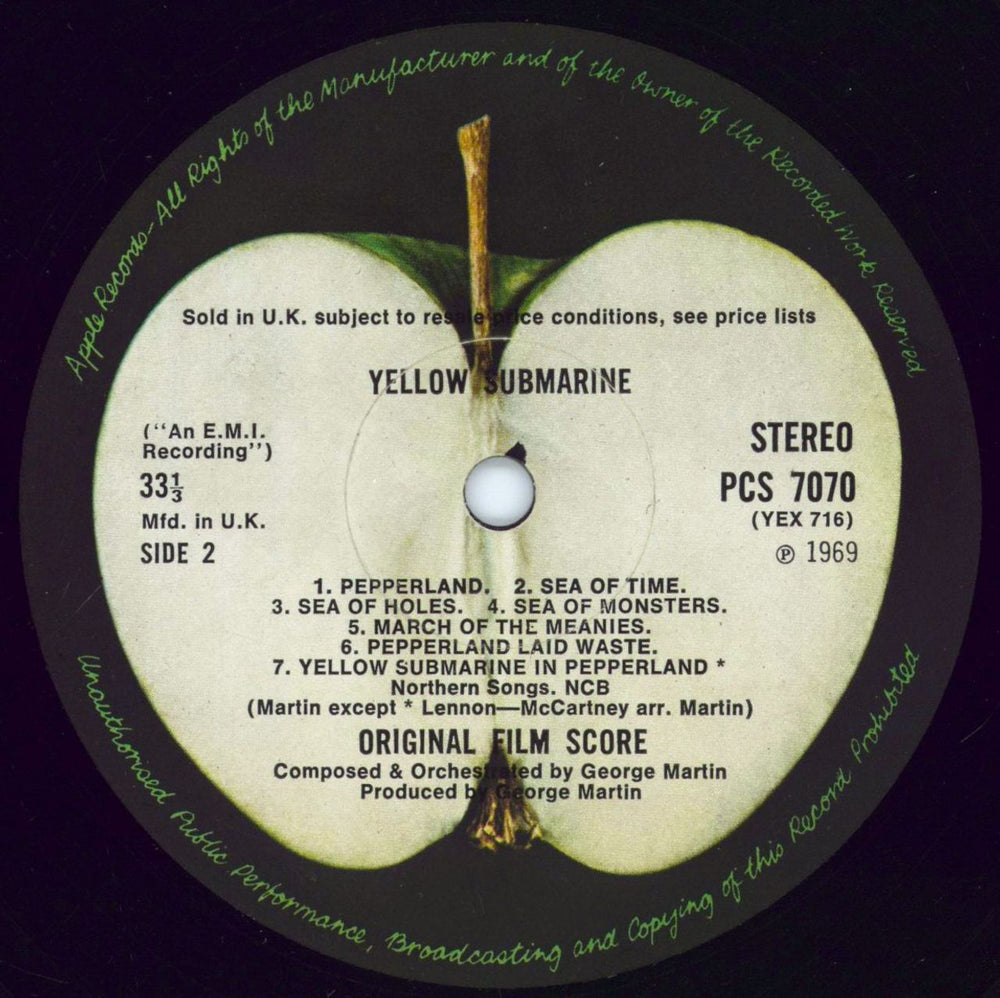 Apple Records—All Rights of the Manufacturer and of the Owner of the Recorded Work Reserved
Sold in U.K. subject to resale price conditions, see price lists
YELLOW SUBMARINE
(“An E.M.I.
Recording”)
33⅓
Mfd. in U.K.
SIDE 2
STEREO
PCS 7070
(YEX 716)
℗ 1969
1. PEPPERLAND. 2. SEA OF TIME.
3. SEA OF HOLES. 4. SEA OF MONSTERS.
5. MARCH OF THE MEANIES.
6. PEPPERLAND LAID WASTE.
7. YELLOW SUBMARINE IN PEPPERLAND *
Northern Songs. NCB
(Martin except * Lennon—McCartney arr. Martin)
ORIGINAL FILM SCORE
Composed & Orchestrated by George Martin
Produced by George Martin
Unauthorised Public Performance, Broadcasting and Copying of this Record Prohibited